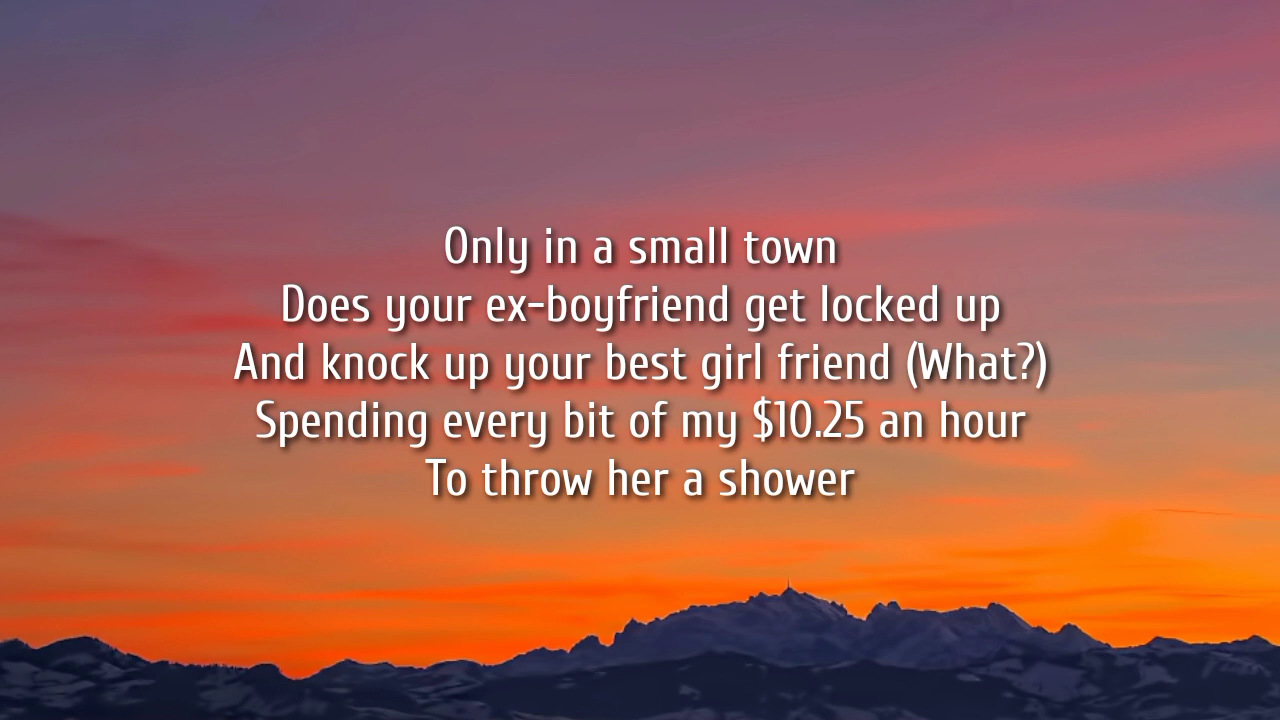 Only in a small town
Does your ex-boyfriend get locked up
And knock up your best girl friend (What?)
Spending every bit of my $10.25 an hour
To throw her a shower